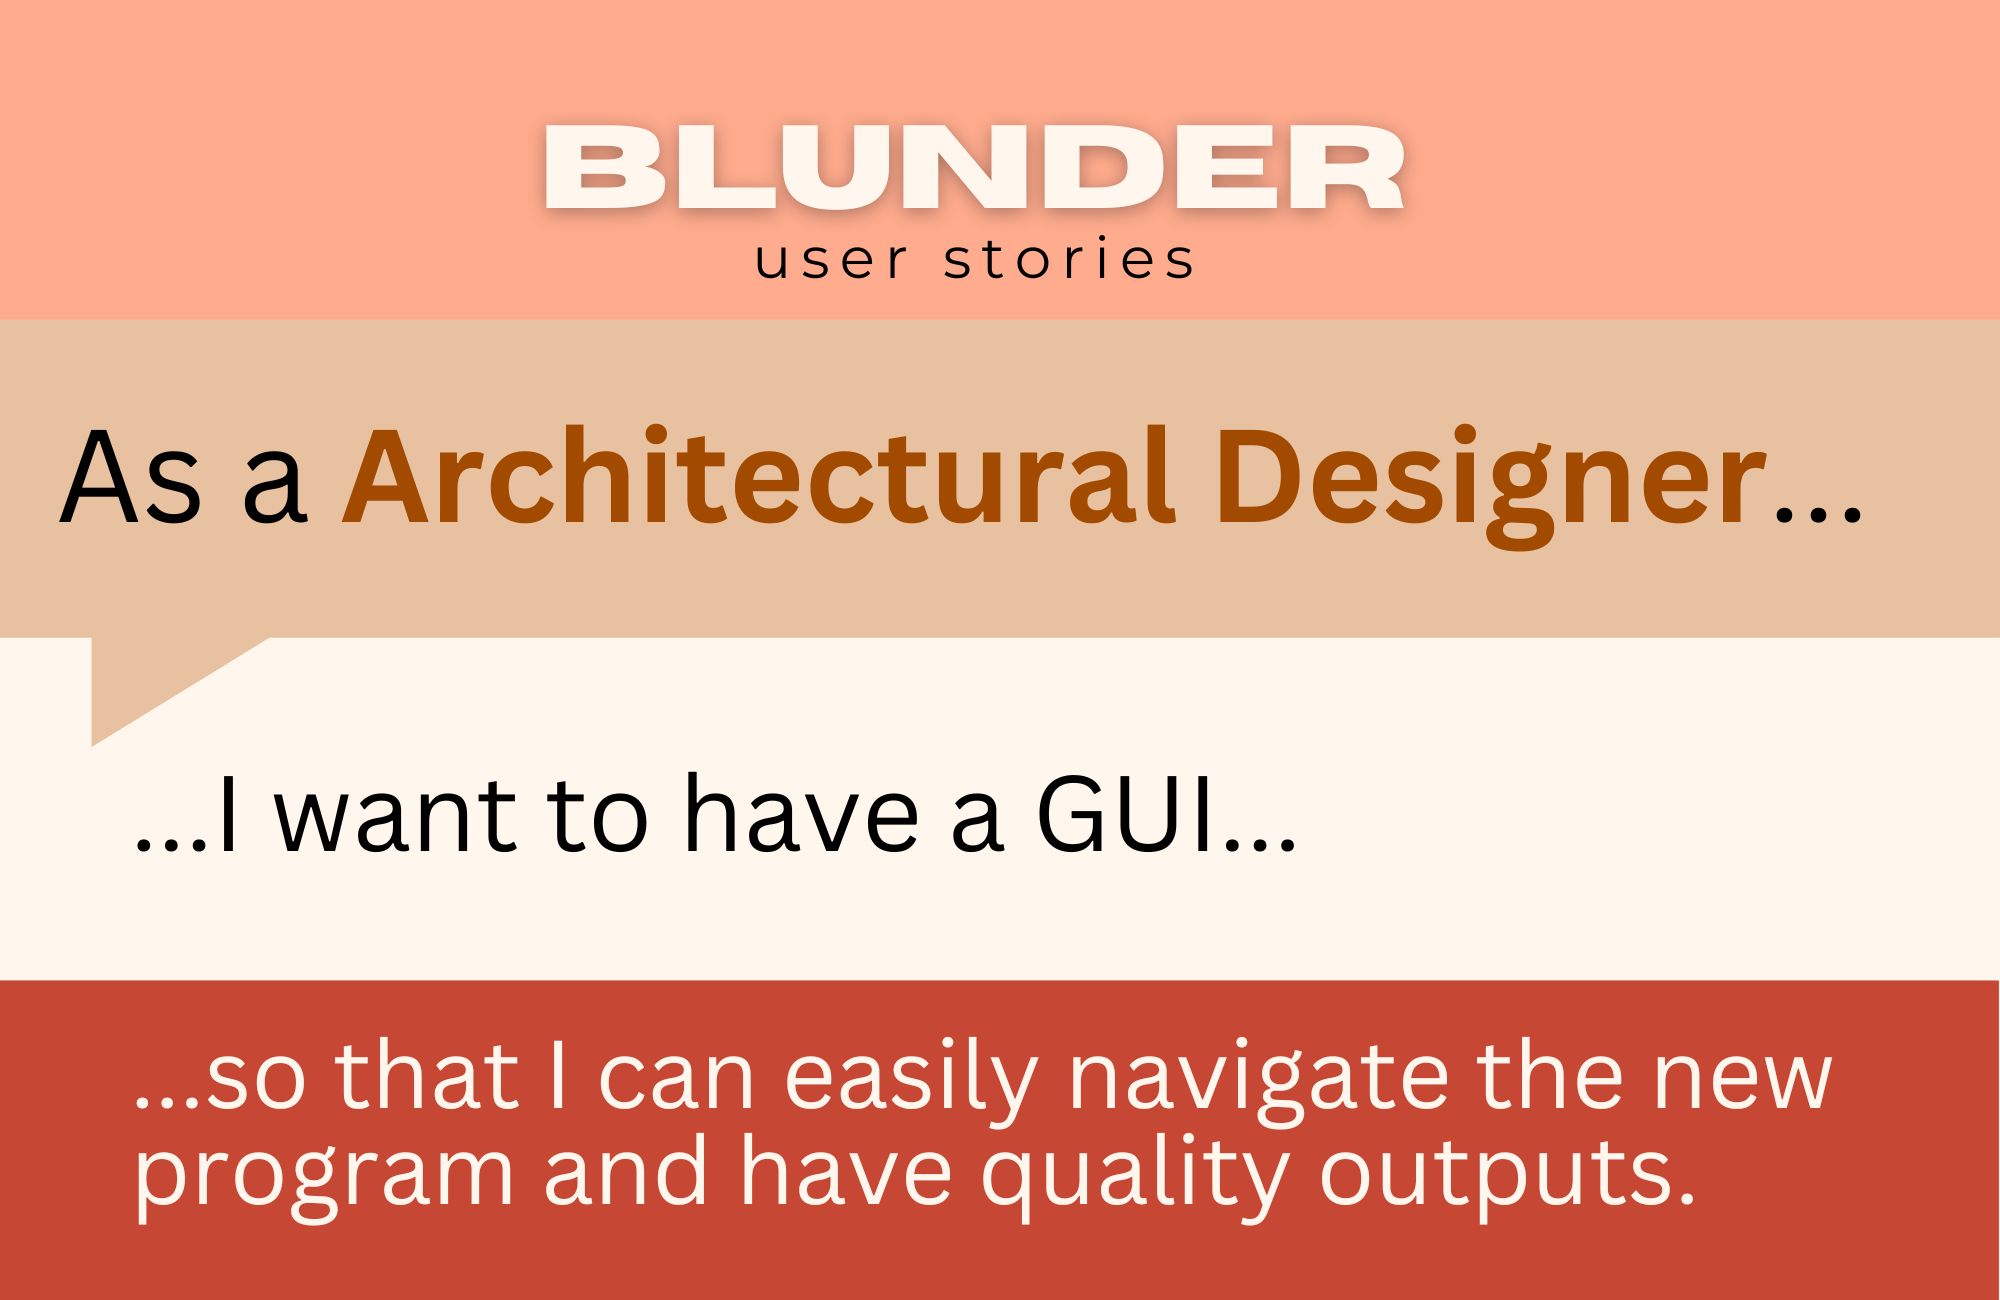 BLUNDER
user stories
As a Architectural Designer...
...I want to have a GUI...
...so that I can easily navigate the new
program and have quality outputs.